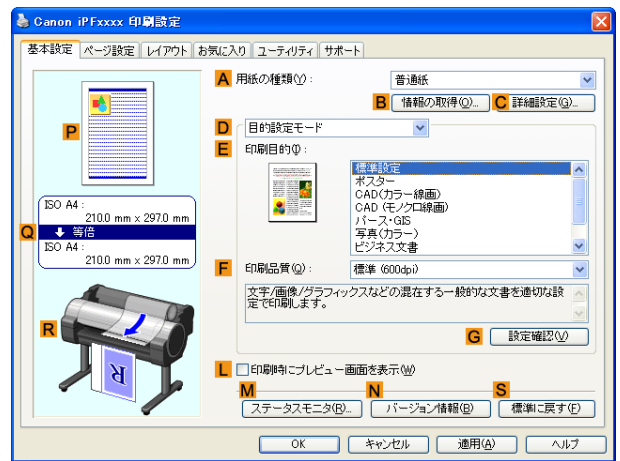 Canon iPFxxxx 印刷設定
基本設定 ページ設定 レイアウト お気に入り ユーティリティ サポート
A 用紙の種類(Y): 普通紙
B 情報の取得(O)... C 詳細設定(G)...
D 目的設定モード
E 印刷目的(I):
標準設定
ポスター
CAD(カラー線画)
CAD (モノクロ線画)
パース・GIS
写真(カラー)
ビジネス文書
P
Q
ISO A4 :
210.0 mm x 297.0 mm
等倍
ISO A4 :
210.0 mm x 297.0 mm
F 印刷品質(Q): 標準 (600dpi)
文字/画像/グラフィックスなどの混在する一般的な文書を適切な設
定で印刷します。
G 設定確認(V)
R
R
L 印刷時にプレビュー画面を表示(W)
M N S
ステータスモニタ(R)... バージョン情報(B) 標準に戻す(F)
OK キャンセル 適用(A) ヘルプ